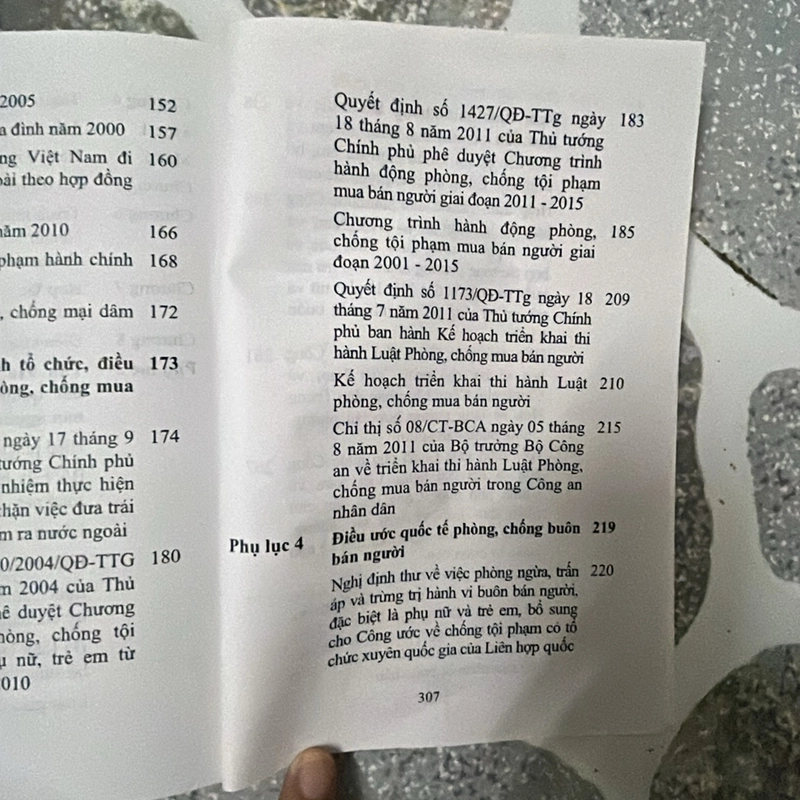 2005 152
a đình năm 2000 157
ng Việt Nam đi 160
oài theo hợp đồng
năm 2010 166
phạm hành chính 168
, chống mại dâm 172
h tổ chức, điều 173
òng, chống mua
ngày 17 tháng 9 174
tướng Chính phủ
nhiệm thực hiện
chặn việc đưa trái
m ra nước ngoài
0/2004/QĐ-TTG 180
m 2004 của Thủ
ê duyệt Chương
hòng, chống tội
ụ nữ, trẻ em từ
010
Quyết định số 1427/QĐ-TTg ngày 183
18 tháng 8 năm 2011 của Thủ tướng
Chính phủ phê duyệt Chương trình
hành động phòng, chống tội phạm
mua bán người giai đoạn 2011 - 2015
Chương trình hành động phòng, 185
chống tội phạm mua bán người giai
đoạn 2001 - 2015
Quyết định số 1173/QĐ-TTg ngày 18 209
tháng 7 năm 2011 của Thủ tướng Chính
phủ ban hành Kế hoạch triển khai thi
hành Luật Phòng, chống mua bán người
Kế hoạch triển khai thi hành Luật 210
phòng, chống mua bán người
Chỉ thị số 08/CT-BCA ngày 05 tháng 215
8 năm 2011 của Bộ trưởng Bộ Công
an về triển khai thi hành Luật Phòng,
chống mua bán người trong Công an
nhân dân
Phụ lục 4 Điều ước quốc tế phòng, chống buôn 219
bán người
Nghị định thư về việc phòng ngừa, trấn 220
áp và trừng trị hành vi buôn bán người,
đặc biệt là phụ nữ và trẻ em, bổ sung
cho Công ước về chống tội phạm có tổ
chức xuyên quốc gia của Liên hợp quốc
307